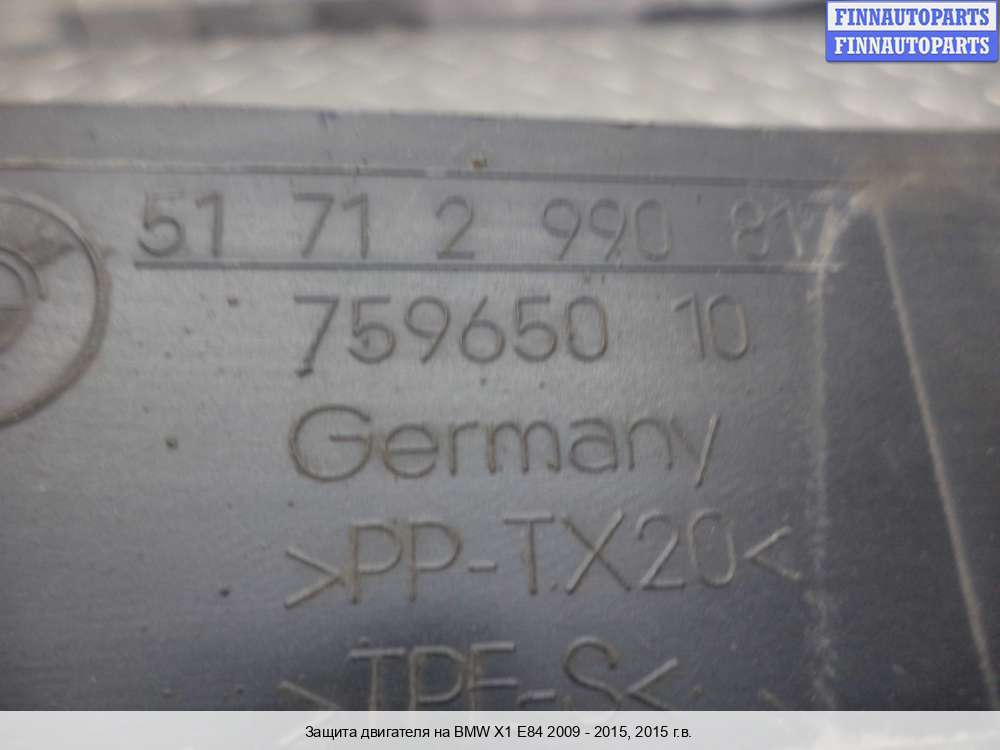 FINNAUTOPARTS
FINNAUTOPARTS
51 71 2 990 817
759650 10
Germany
>PP-T.X20<
>TPE-S<
Защита двигателя на BMW X1 E84 2009 - 2015, 2015 г.в.